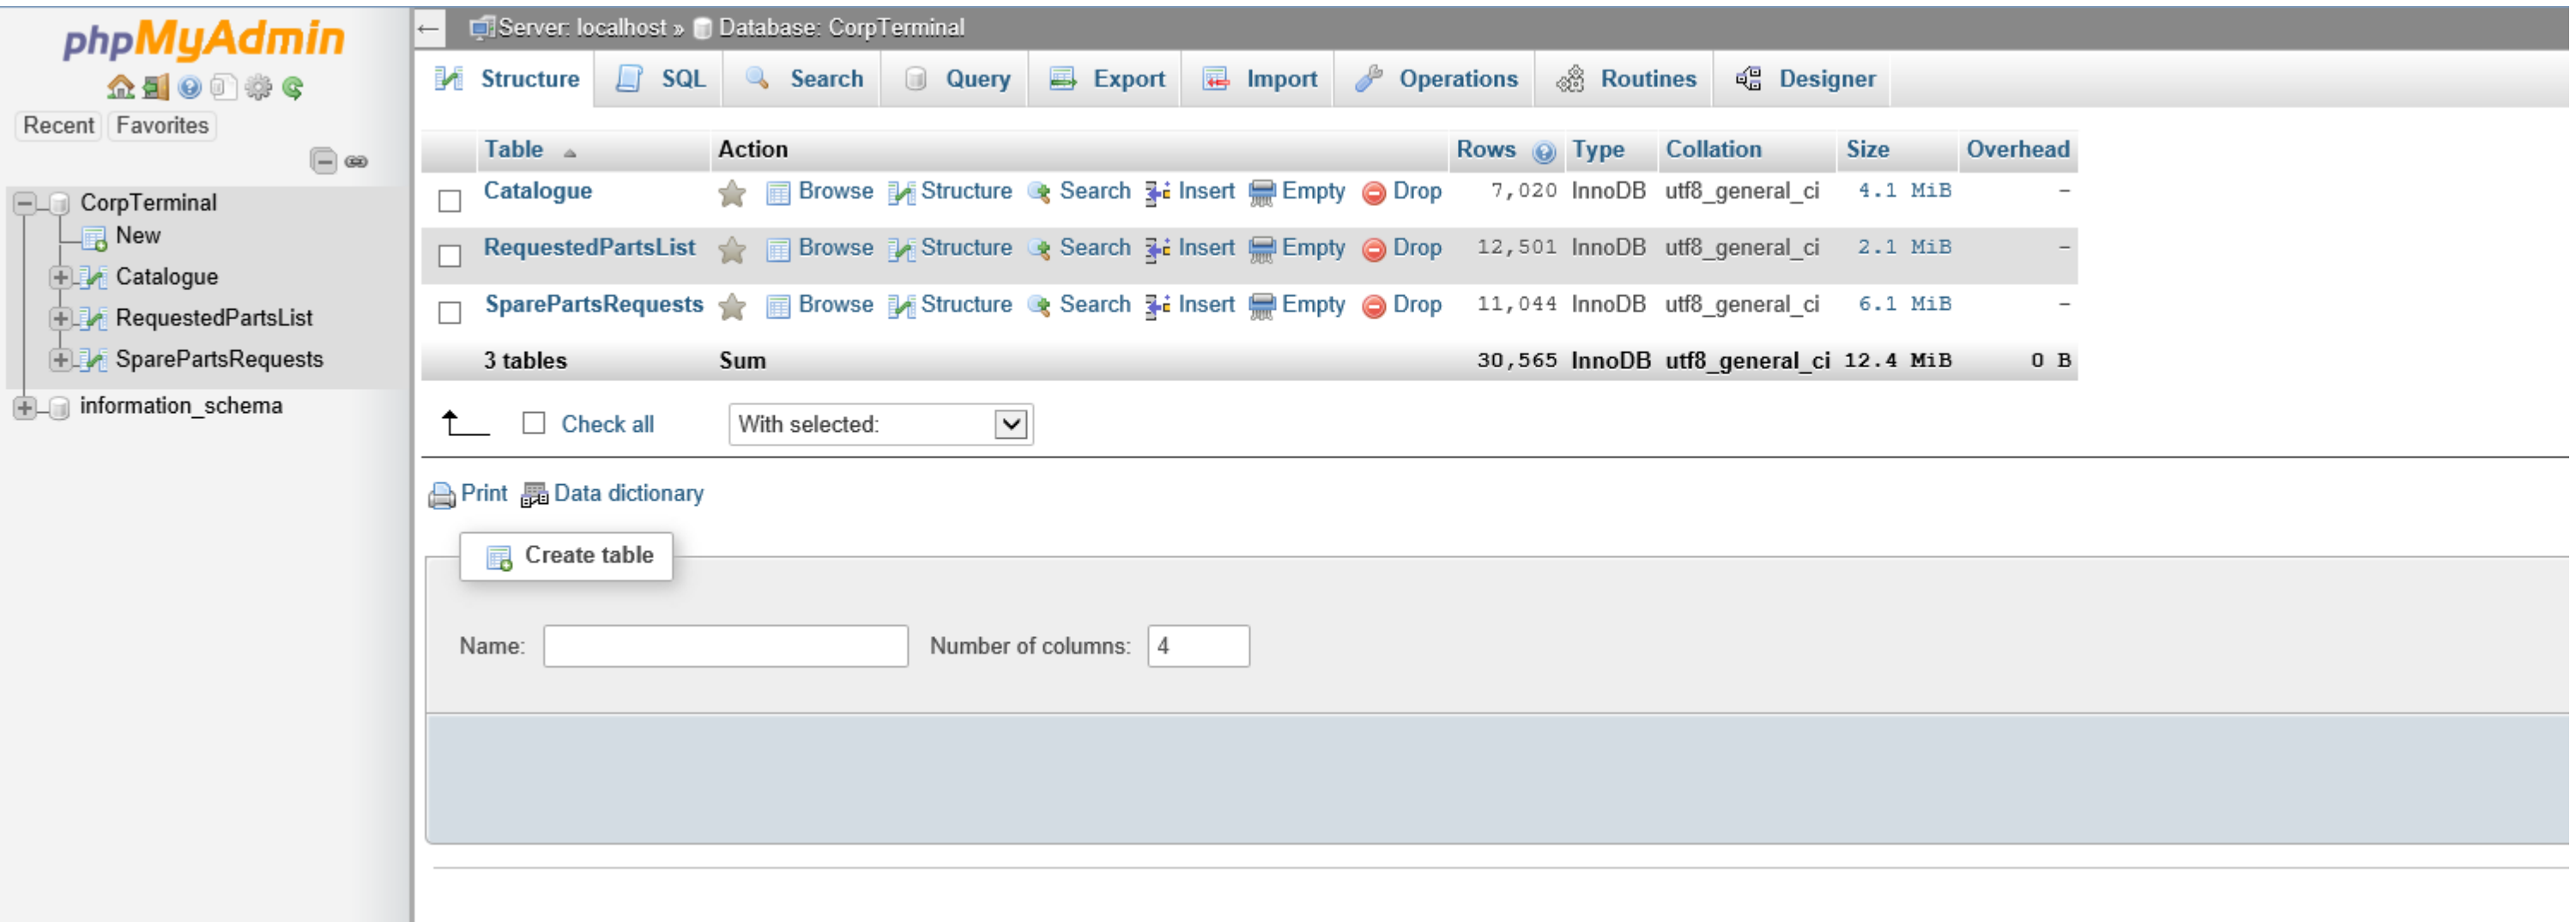 phpMyAdmin
Recent Favorites
CorpTerminal
New
Catalogue
RequestedPartsList
SparePartsRequests
information_schema
← Server: localhost » Database: CorpTerminal
Structure SQL Search Query Export Import Operations Routines Designer
Table Action Rows Type Collation Size Overhead
Catalogue Browse Structure Search Insert Empty Drop 7,020 InnoDB utf8_general_ci 4.1 MiB -
RequestedPartsList Browse Structure Search Insert Empty Drop 12,501 InnoDB utf8_general_ci 2.1 MiB -
SparePartsRequests Browse Structure Search Insert Empty Drop 11,044 InnoDB utf8_general_ci 6.1 MiB -
3 tables Sum 30,565 InnoDB utf8_general_ci 12.4 MiB 0 B
Check all With selected:
Print Data dictionary
Create table
Name: Number of columns: 4